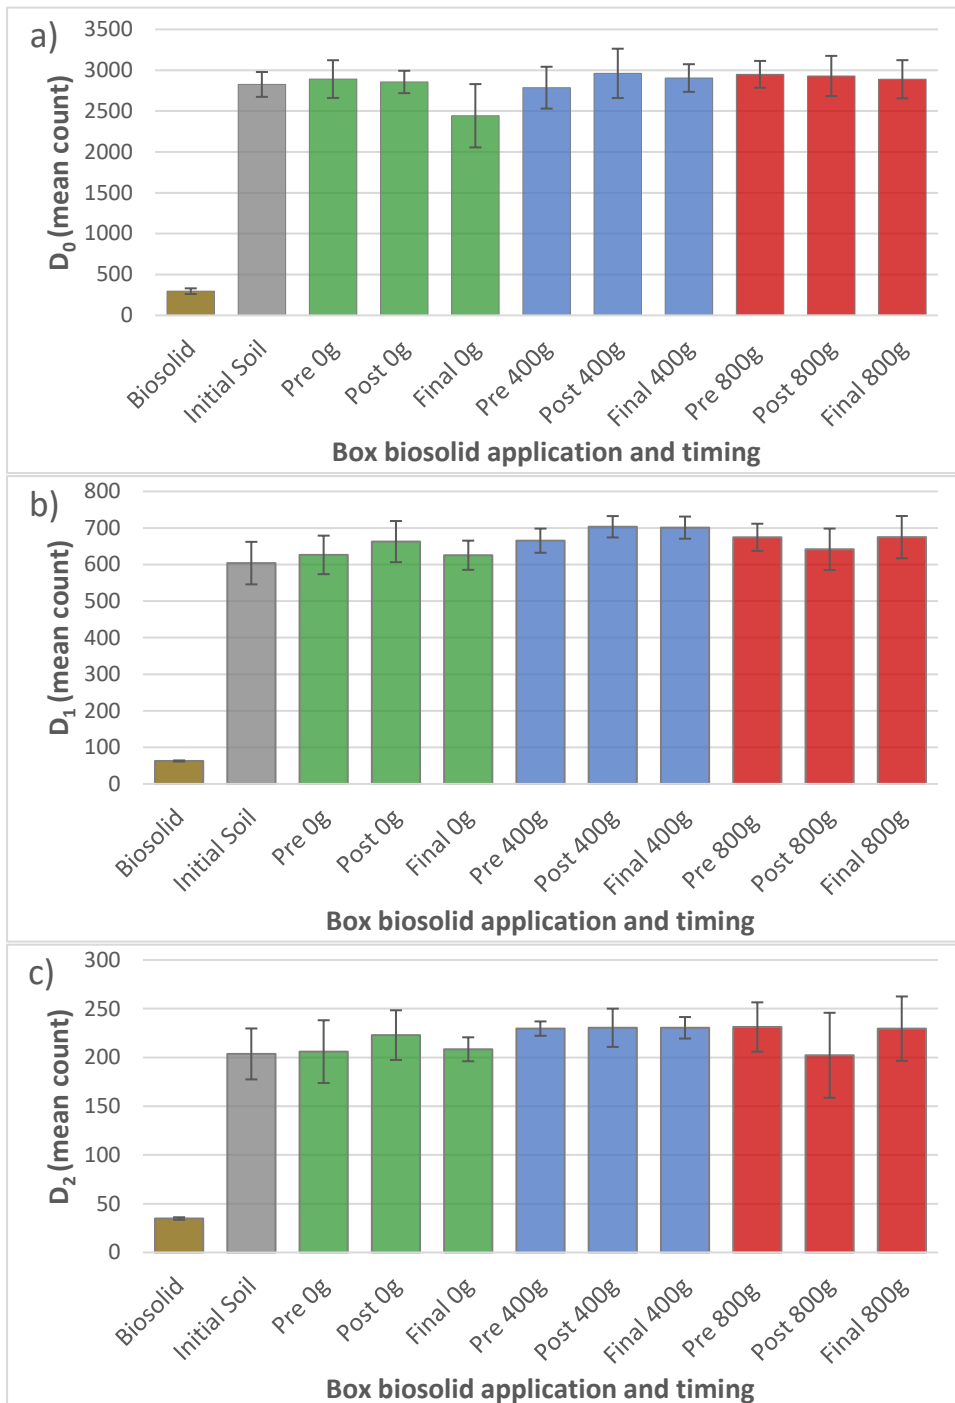 a)
D₀ (mean count)
3500
3000
2500
2000
1500
1000
500
0
Biosolid
Initial Soil
Pre 0g
Post 0g
Final 0g
Pre 400g
Post 400g
Final 400g
Pre 800g
Post 800g
Final 800g
Box biosolid application and timing
b)
D₁ (mean count)
800
700
600
500
400
300
200
100
0
Biosolid
Initial Soil
Pre 0g
Post 0g
Final 0g
Pre 400g
Post 400g
Final 400g
Pre 800g
Post 800g
Final 800g
Box biosolid application and timing
c)
D₂ (mean count)
300
250
200
150
100
50
0
Biosolid
Initial Soil
Pre 0g
Post 0g
Final 0g
Pre 400g
Post 400g
Final 400g
Pre 800g
Post 800g
Final 800g
Box biosolid application and timing